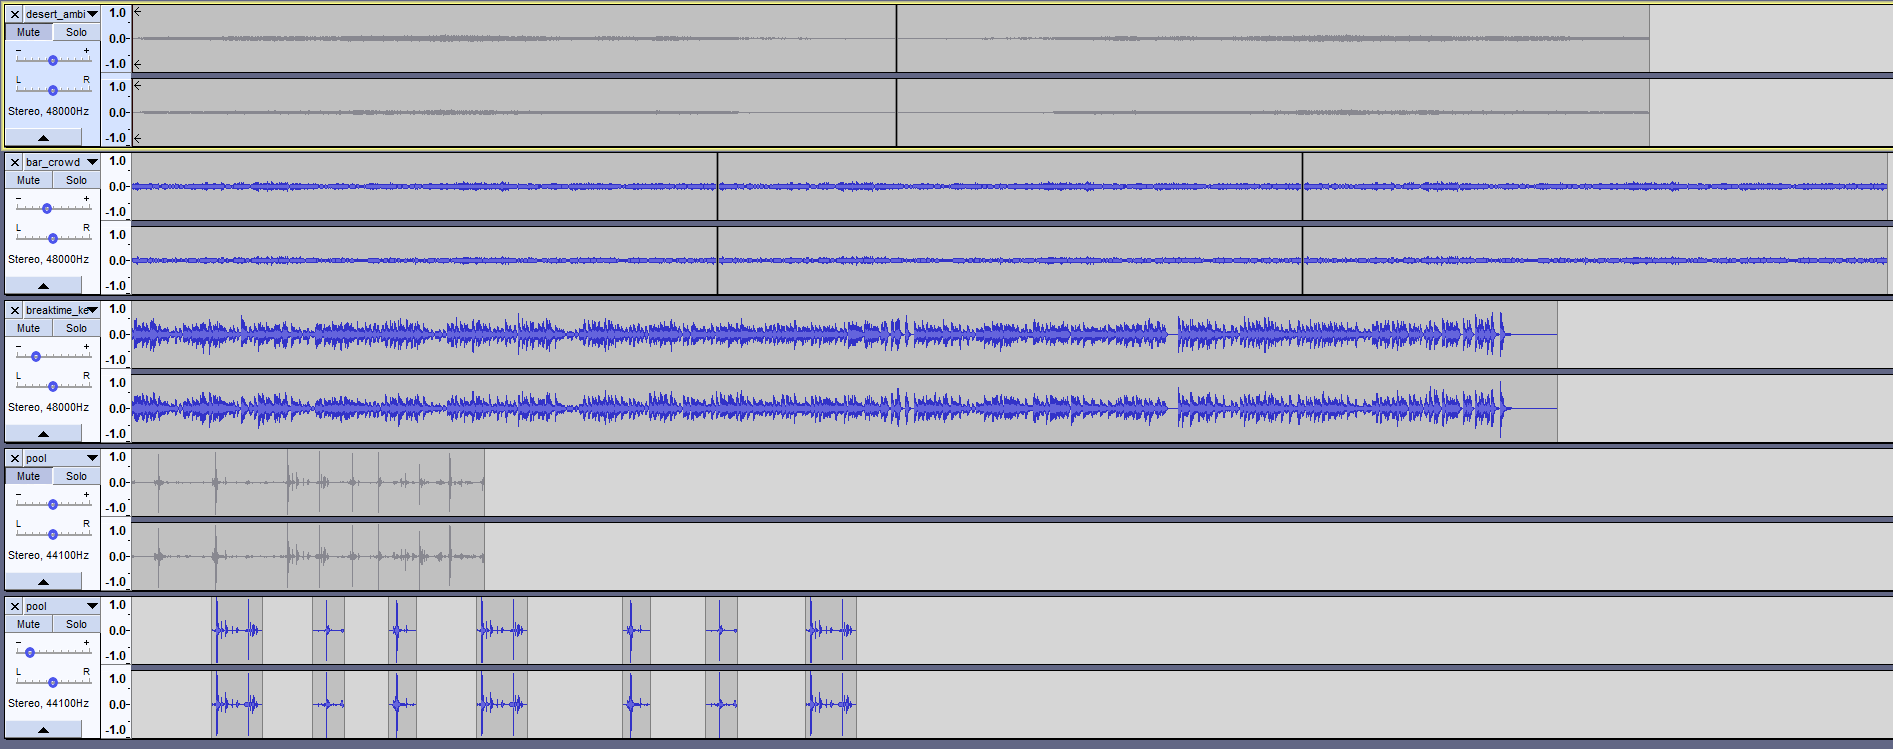 desert_ambi 1.0
Mute Solo 0.0
- + -1.0
L R 1.0
Stereo, 48000Hz 0.0
-1.0
bar_crowd 1.0
Mute Solo 0.0
- + -1.0
L R 1.0
Stereo, 48000Hz 0.0
-1.0
breaktime_ke 1.0
Mute Solo 0.0
- + -1.0
L R 1.0
Stereo, 48000Hz 0.0
-1.0
pool 1.0
Mute Solo 0.0
- + -1.0
L R 1.0
Stereo, 44100Hz 0.0
-1.0
pool 1.0
Mute Solo 0.0
- + -1.0
L R 1.0
Stereo, 44100Hz 0.0
-1.0